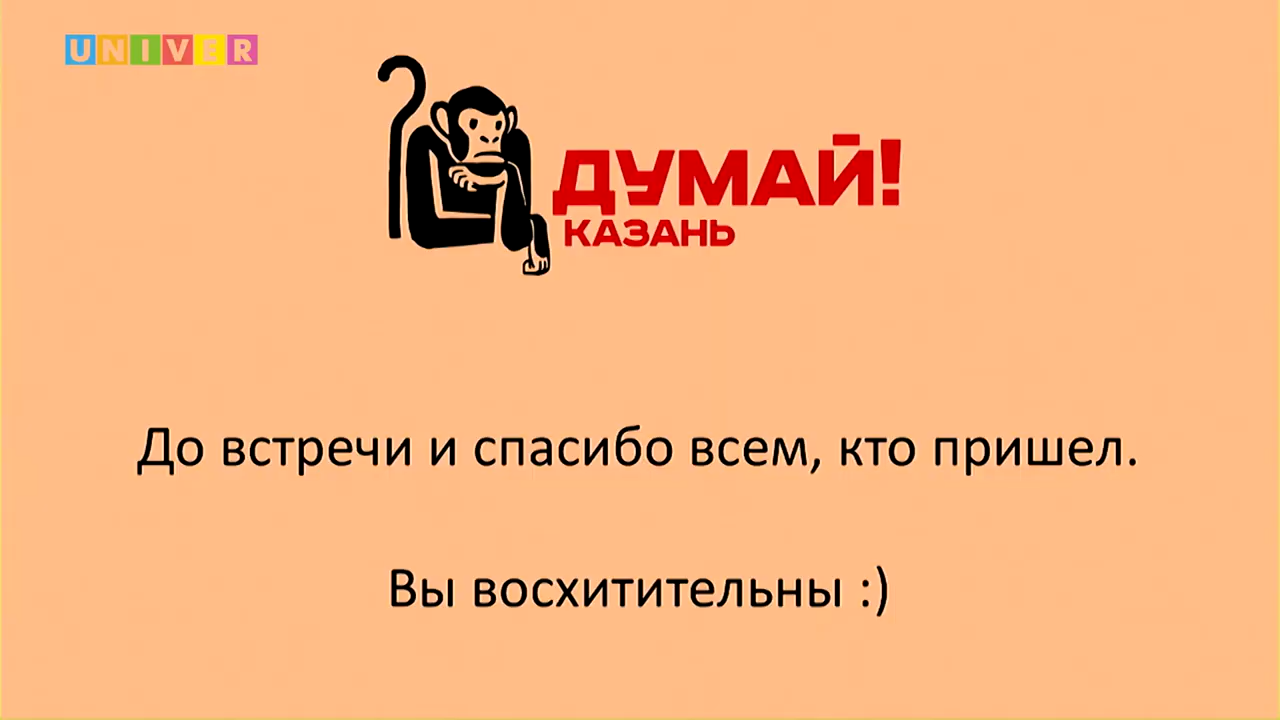 UNIVER
ДУМАЙ!
КАЗАНЬ
До встречи и спасибо всем, кто пришел.
Вы восхитительны :)